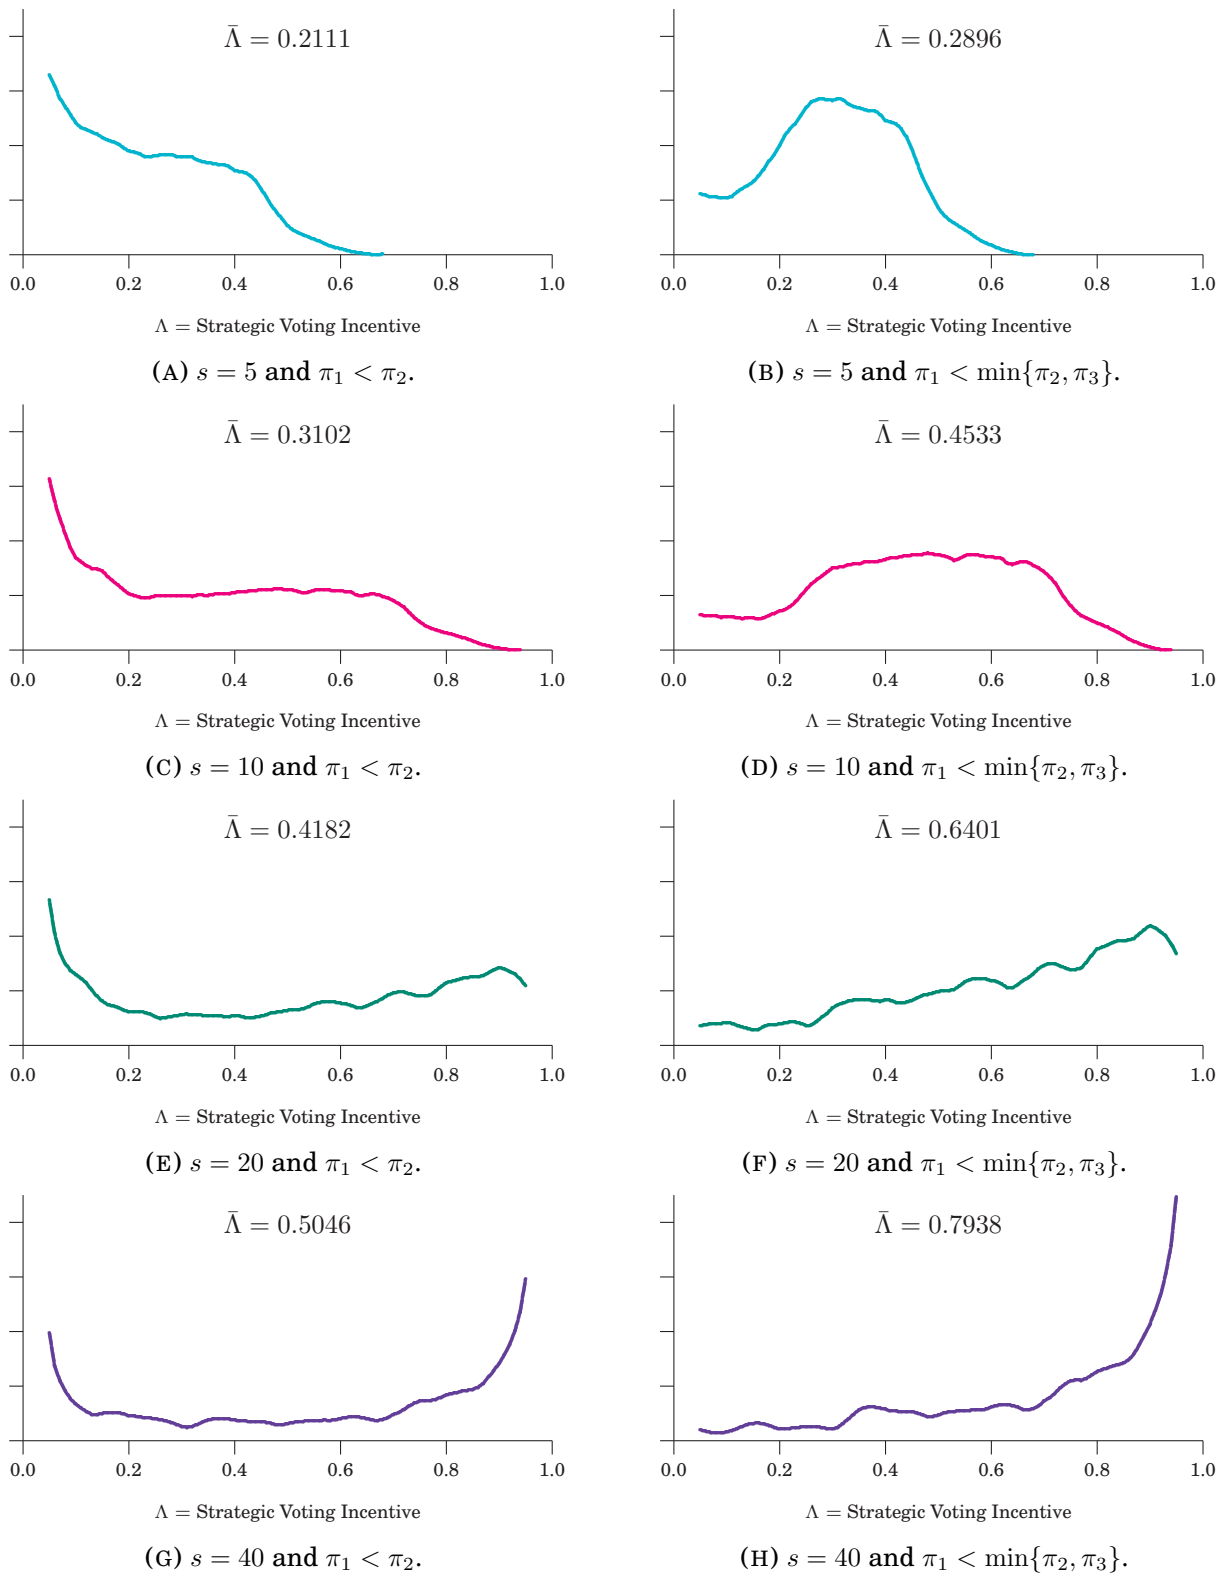 Λ̄ = 0.2111
0.0 0.2 0.4 0.6 0.8 1.0
Λ = Strategic Voting Incentive
(A) s = 5 and π₁ < π₂.
Λ̄ = 0.2896
0.0 0.2 0.4 0.6 0.8 1.0
Λ = Strategic Voting Incentive
(B) s = 5 and π₁ < min{π₂, π₃}.
Λ̄ = 0.3102
0.0 0.2 0.4 0.6 0.8 1.0
Λ = Strategic Voting Incentive
(C) s = 10 and π₁ < π₂.
Λ̄ = 0.4533
0.0 0.2 0.4 0.6 0.8 1.0
Λ = Strategic Voting Incentive
(D) s = 10 and π₁ < min{π₂, π₃}.
Λ̄ = 0.4182
0.0 0.2 0.4 0.6 0.8 1.0
Λ = Strategic Voting Incentive
(E) s = 20 and π₁ < π₂.
Λ̄ = 0.6401
0.0 0.2 0.4 0.6 0.8 1.0
Λ = Strategic Voting Incentive
(F) s = 20 and π₁ < min{π₂, π₃}.
Λ̄ = 0.5046
0.0 0.2 0.4 0.6 0.8 1.0
Λ = Strategic Voting Incentive
(G) s = 40 and π₁ < π₂.
Λ̄ = 0.7938
0.0 0.2 0.4 0.6 0.8 1.0
Λ = Strategic Voting Incentive
(H) s = 40 and π₁ < min{π₂, π₃}.